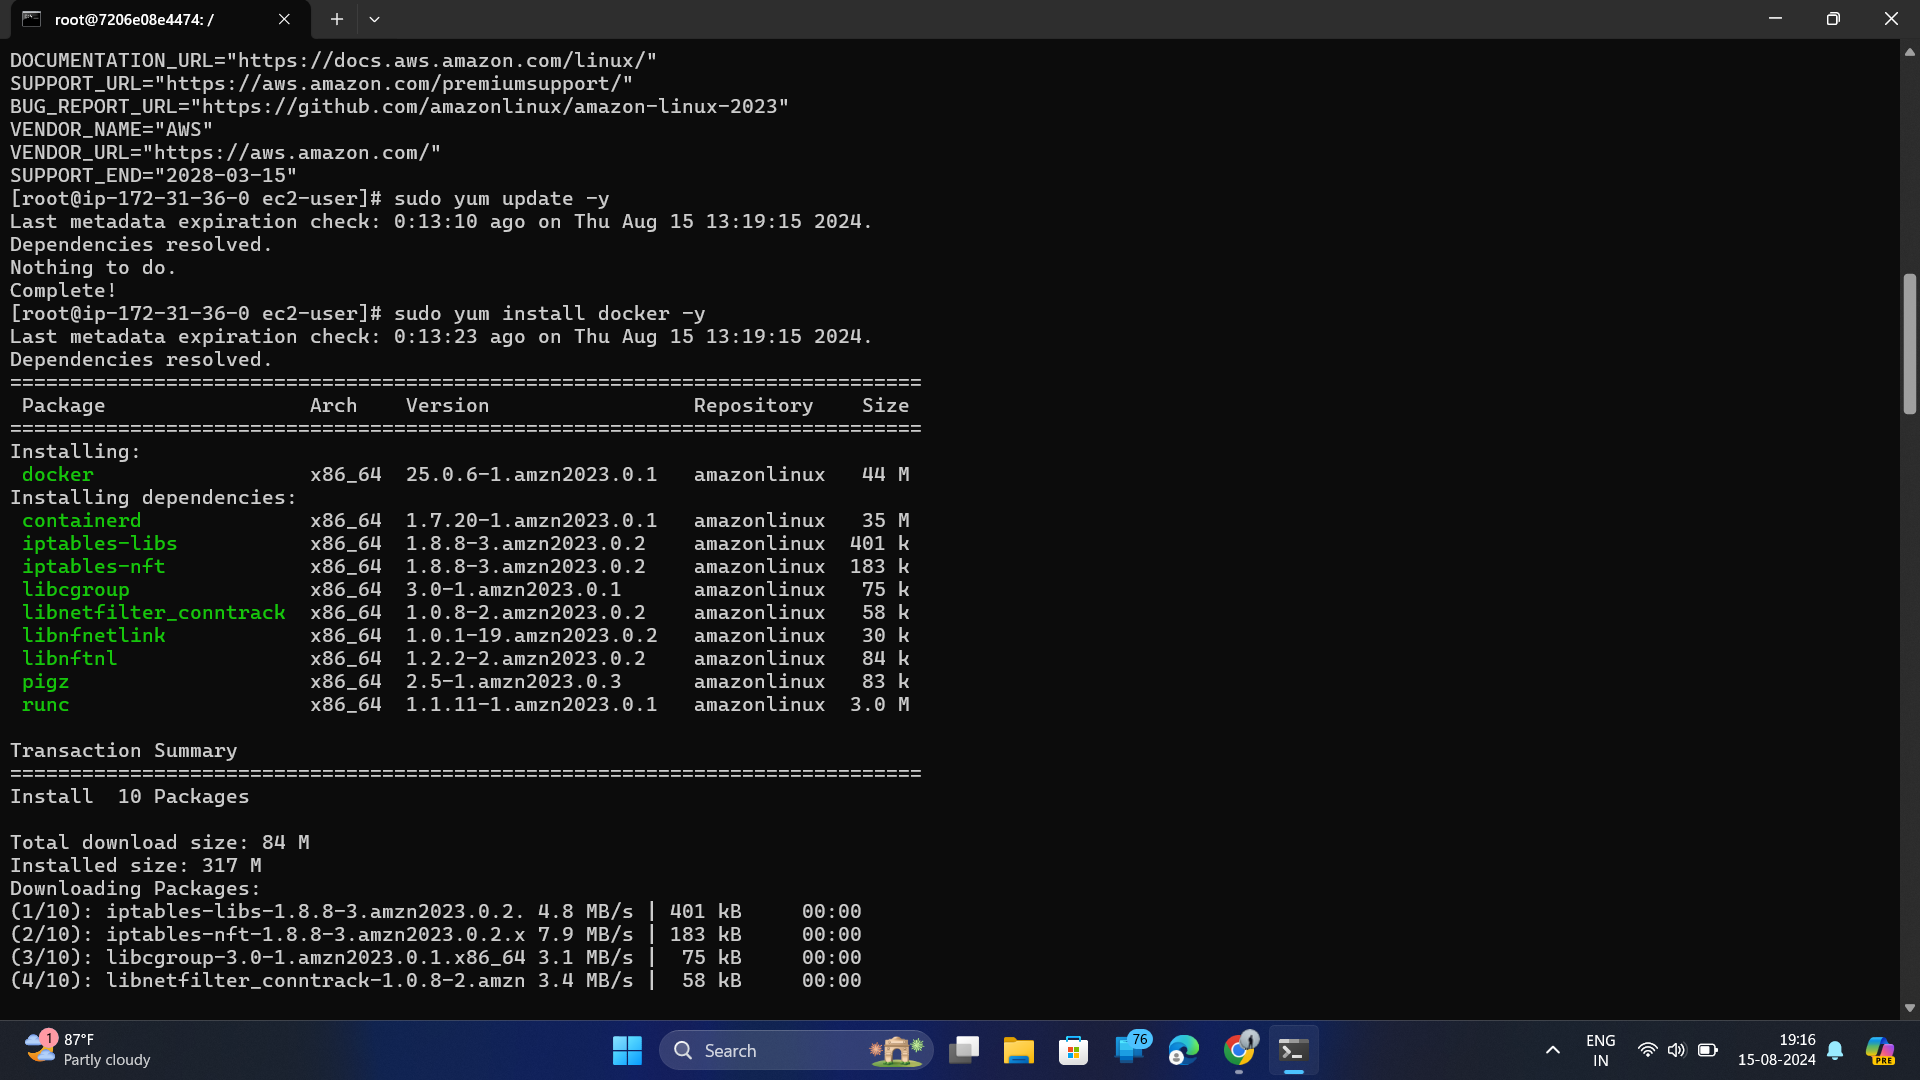 root@7206e08e4474: /
DOCUMENTATION_URL="https://docs.aws.amazon.com/linux/"
SUPPORT_URL="https://aws.amazon.com/premiumsupport/"
BUG_REPORT_URL="https://github.com/amazonlinux/amazon-linux-2023"
VENDOR_NAME="AWS"
VENDOR_URL="https://aws.amazon.com/"
SUPPORT_END="2028-03-15"
[root@ip-172-31-36-0 ec2-user]# sudo yum update -y
Last metadata expiration check: 0:13:10 ago on Thu Aug 15 13:19:15 2024.
Dependencies resolved.
Nothing to do.
Complete!
[root@ip-172-31-36-0 ec2-user]# sudo yum install docker -y
Last metadata expiration check: 0:13:23 ago on Thu Aug 15 13:19:15 2024.
Dependencies resolved.
============================================================================
 Package                 Arch    Version                 Repository    Size
============================================================================
Installing:
 docker                  x86_64  25.0.6-1.amzn2023.0.1   amazonlinux   44 M
Installing dependencies:
 containerd              x86_64  1.7.20-1.amzn2023.0.1   amazonlinux   35 M
 iptables-libs           x86_64  1.8.8-3.amzn2023.0.2    amazonlinux  401 k
 iptables-nft            x86_64  1.8.8-3.amzn2023.0.2    amazonlinux  183 k
 libcgroup               x86_64  3.0-1.amzn2023.0.1      amazonlinux   75 k
 libnetfilter_conntrack  x86_64  1.0.8-2.amzn2023.0.2    amazonlinux   58 k
 libnfnetlink            x86_64  1.0.1-19.amzn2023.0.2   amazonlinux   30 k
 libnftnl                x86_64  1.2.2-2.amzn2023.0.2    amazonlinux   84 k
 pigz                    x86_64  2.5-1.amzn2023.0.3      amazonlinux   83 k
 runc                    x86_64  1.1.11-1.amzn2023.0.1   amazonlinux  3.0 M
Transaction Summary
============================================================================
Install  10 Packages
Total download size: 84 M
Installed size: 317 M
Downloading Packages:
(1/10): iptables-libs-1.8.8-3.amzn2023.0.2. 4.8 MB/s | 401 kB     00:00
(2/10): iptables-nft-1.8.8-3.amzn2023.0.2.x 7.9 MB/s | 183 kB     00:00
(3/10): libcgroup-3.0-1.amzn2023.0.1.x86_64 3.1 MB/s |  75 kB     00:00
(4/10): libnetfilter_conntrack-1.0.8-2.amzn 3.4 MB/s |  58 kB     00:00
1
87°F
Partly cloudy
Search
76
PRE
ENG
IN
19:16
15-08-2024